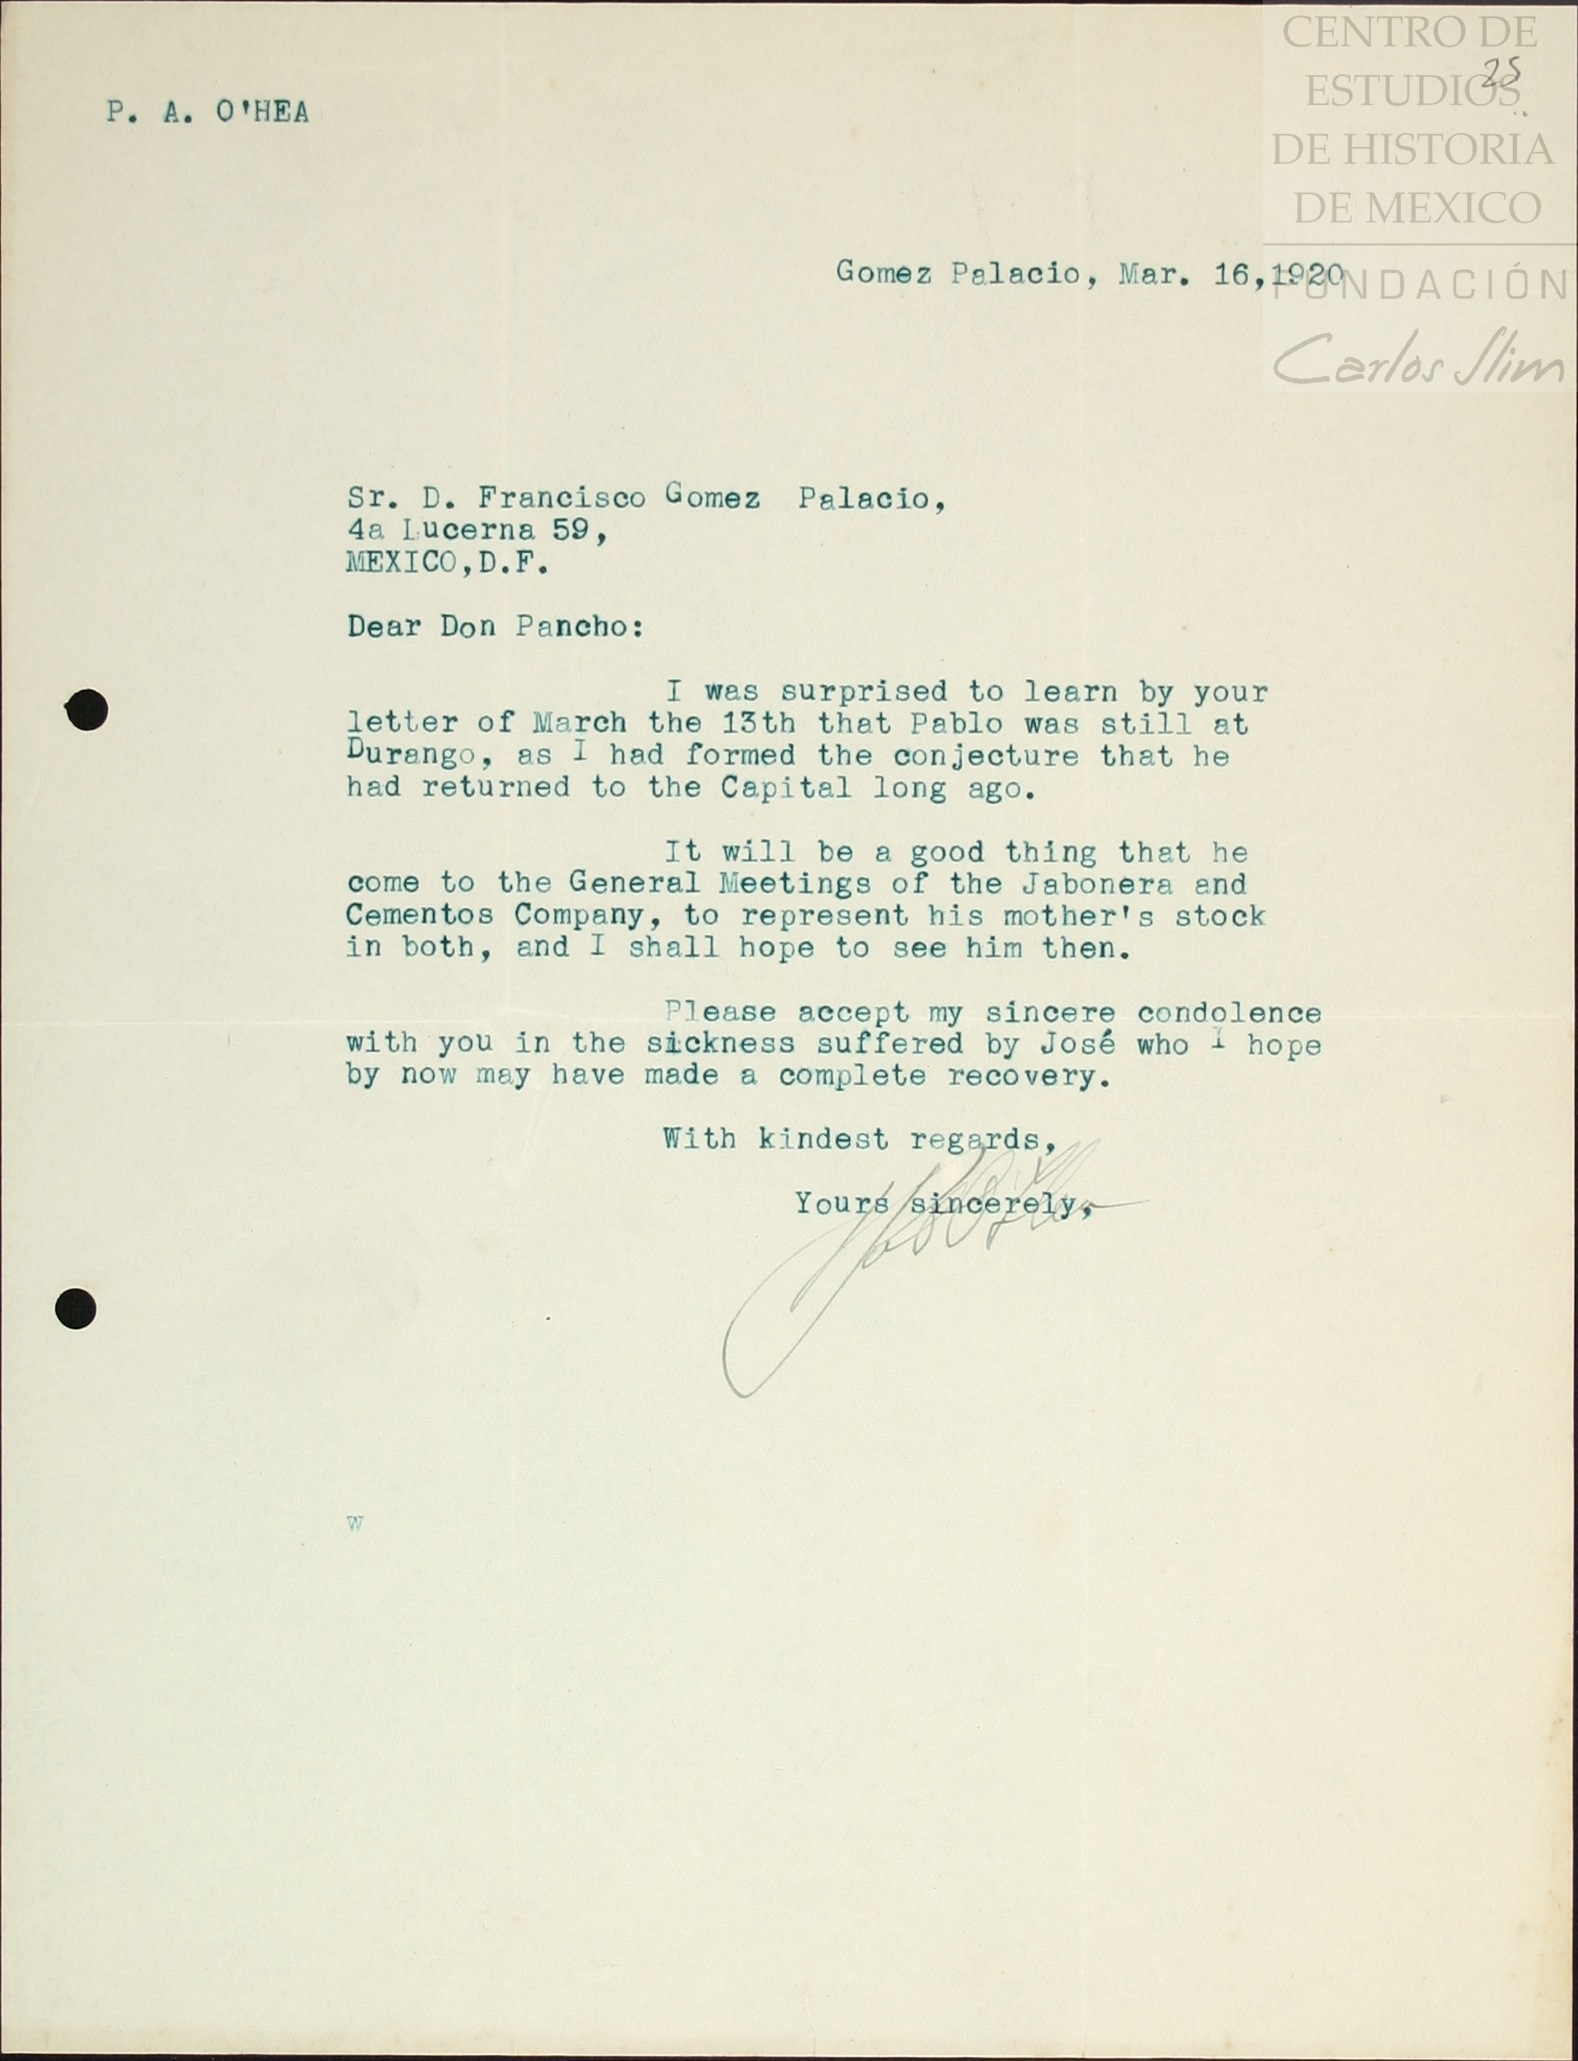 CENTRO DE
ESTUDIOS
25
DE HISTORIA
DE MEXICO
FUNDACIÓN
Carlos Slim
P. A. O'HEA
Gomez Palacio, Mar. 16,1920
Sr. D. Francisco Gomez Palacio,
4a Lucerna 59,
MEXICO,D.F.
Dear Don Pancho:
I was surprised to learn by your
letter of March the 13th that Pablo was still at
Durango, as I had formed the conjecture that he
had returned to the Capital long ago.
It will be a good thing that he
come to the General Meetings of the Jabonera and
Cementos Company, to represent his mother's stock
in both, and I shall hope to see him then.
Please accept my sincere condolence
with you in the sickness suffered by José who I hope
by now may have made a complete recovery.
With kindest regards,
Yours sincerely,
w